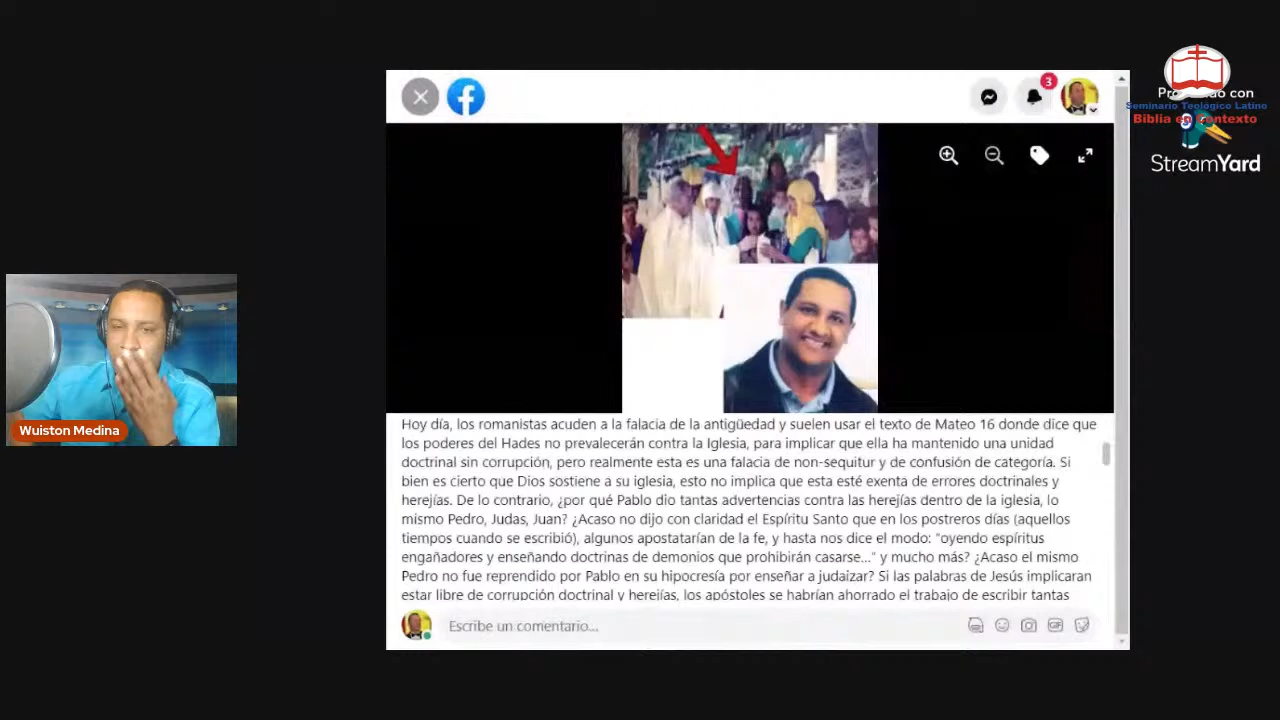 3
Seminario Teológico Latino
Biblia en Contexto
StreamYard
Wuiston Medina
Hoy día, los romanistas acuden a la falacia de la antigüedad y suelen usar el texto de Mateo 16 donde dice que
los poderes del Hades no prevalecerán contra la Iglesia, para implicar que ella ha mantenido una unidad
doctrinal sin corrupción, pero realmente esta es una falacia de non-sequitur y de confusión de categoría. Si
bien es cierto que Dios sostiene a su iglesia, esto no implica que esta esté exenta de errores doctrinales y
herejías. De lo contrario, ¿por qué Pablo dio tantas advertencias contra las herejías dentro de la iglesia, lo
mismo Pedro, Judas, Juan? ¿Acaso no dijo con claridad el Espíritu Santo que en los postreros días (aquellos
tiempos cuando se escribió), algunos apostatarían de la fe, y hasta nos dice el modo: "oyendo espíritus
engañadores y enseñando doctrinas de demonios que prohibirán casarse..." y mucho más? ¿Acaso el mismo
Pedro no fue reprendido por Pablo en su hipocresía por enseñar a judaizar? Si las palabras de Jesús implicaran
estar libre de corrupción doctrinal y herejías, los apóstoles se habrían ahorrado el trabajo de escribir tantas
Escribe un comentario...
GIF